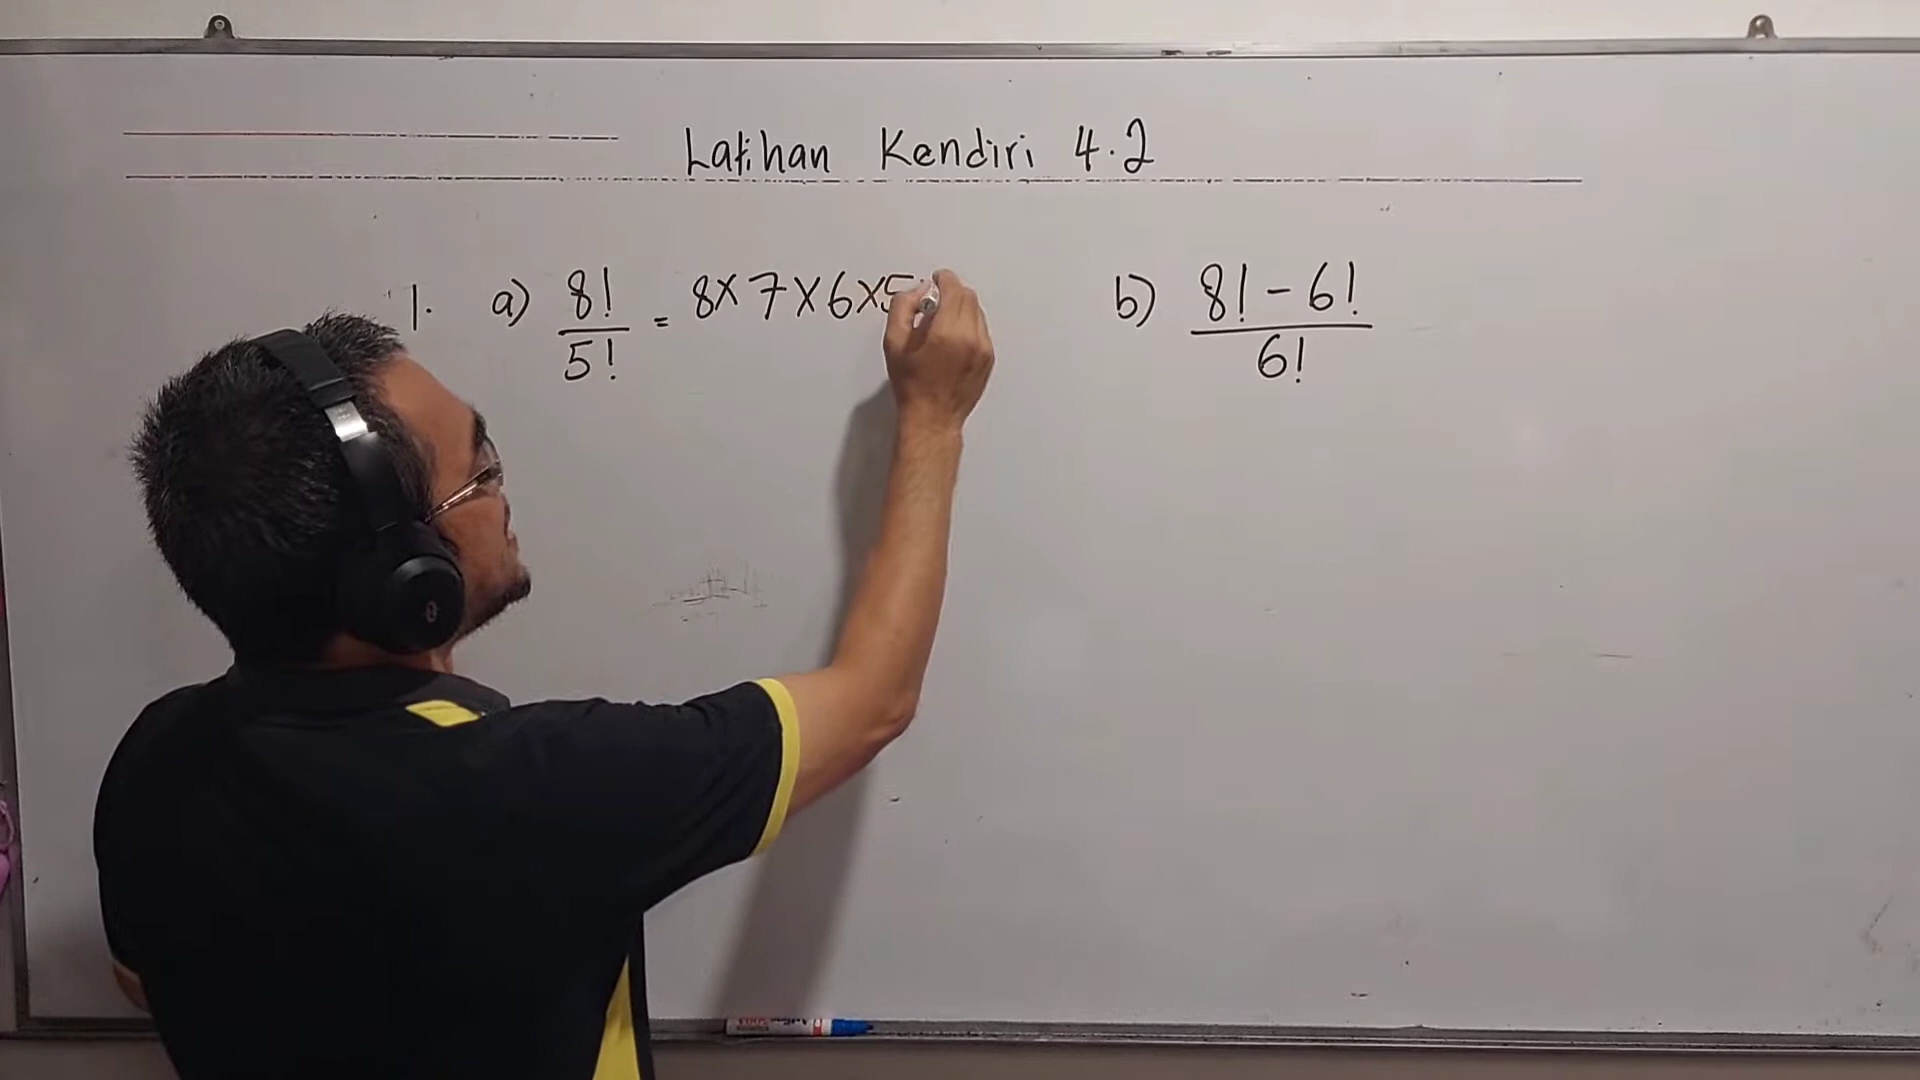 Latihan Kendiri 4.2
1. a) 8!/5! = 8×7×6×5
b) (8!-6!)/6!